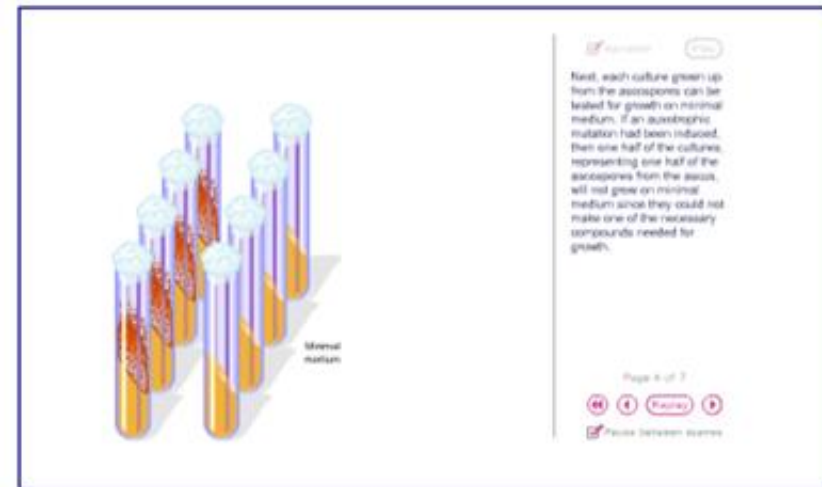 Narration
Next, each culture grown up
from the ascospores can be
tested for growth on minimal
medium. If an auxotrophic
mutation had been induced,
then one half of the cultures,
representing one half of the
ascospores from the ascus,
will not grow on minimal
medium since they could not
make one of the necessary
compounds needed for
growth.
Minimal
medium
Page 6 of 7
Replay
Pause between scenes